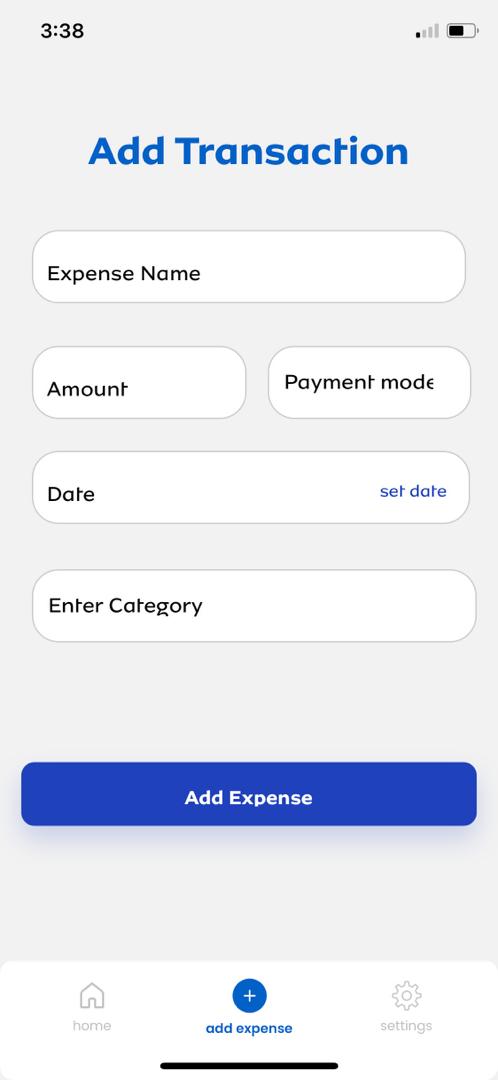 3:38
Add Transaction
Expense Name
Amount
Payment mode
Date
set date
Enter Category
Add Expense
home
add expense
settings